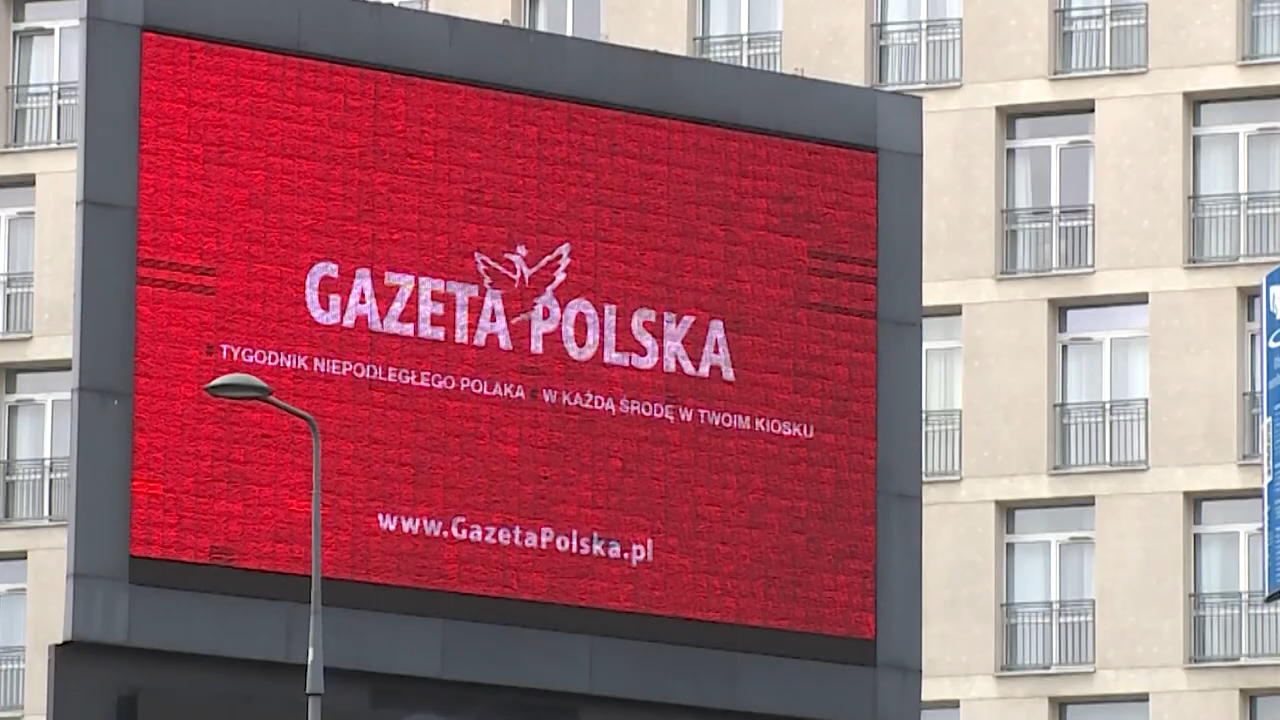 GAZETA POLSKA
TYGODNIK NIEPODLEGŁEGO POLAKA W KAŻDĄ ŚRODĘ W TWOIM KIOSKU
www.GazetaPolska.pl